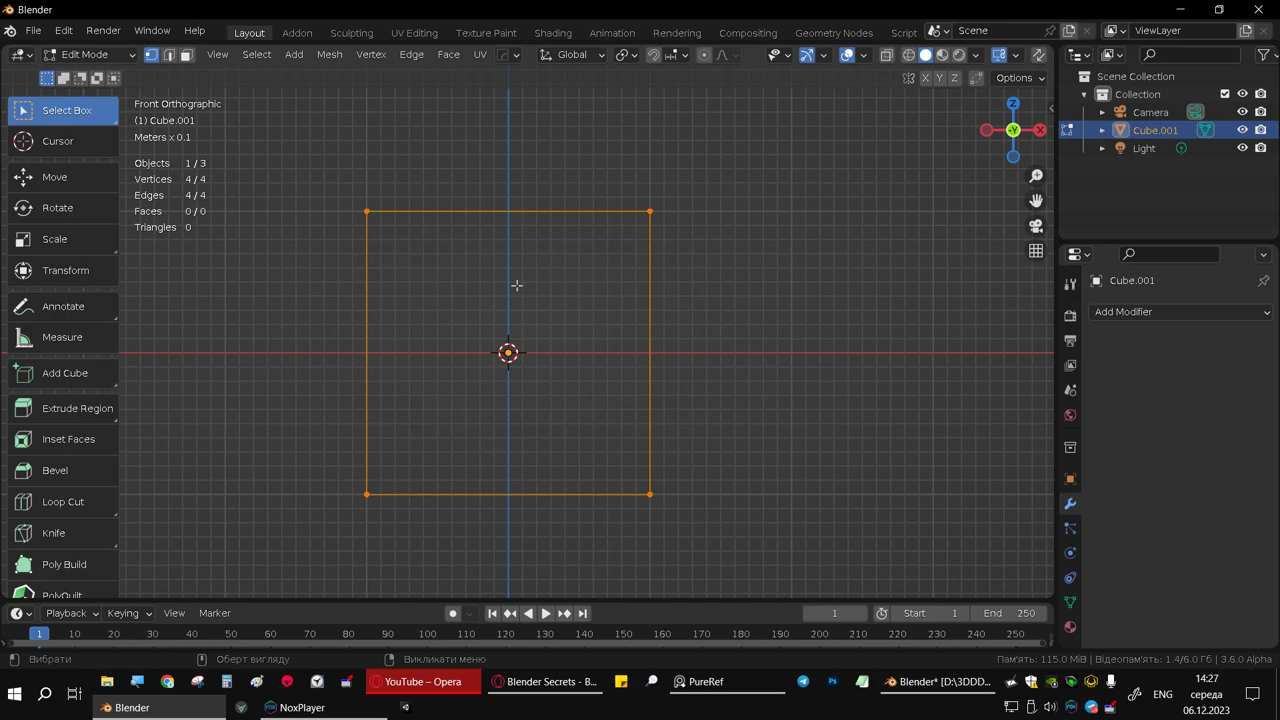 Blender
File Edit Render Window Help
Layout Addon Sculpting UV Editing Texture Paint Shading Animation Rendering Compositing Geometry Nodes Script
Scene
ViewLayer
Edit Mode View Select Add Mesh Vertex Edge Face UV
Global
Options
X Y Z
Select Box
Cursor
Move
Rotate
Scale
Transform
Annotate
Measure
Add Cube
Extrude Region
Inset Faces
Bevel
Loop Cut
Knife
Poly Build
PolyQuilt
Front Orthographic
(1) Cube.001
Meters x 0.1
Objects 1/3
Vertices 4/4
Edges 4/4
Faces 0/0
Triangles 0
Z
-Y
X
Scene Collection
Collection
Camera
Cube.001
Light
Cube.001
Add Modifier
Playback Keying View Marker
1 Start 1 End 250
1 10 20 30 40 50 60 70 80 90 100 110 120 130 140 150 160 170 180 190 200 210 220 230 240 250
Вибрати Оберт вигляду Викликати меню
Пам'ять: 115.0 MiB | Відеопам'ять: 1.4/6.0 Гб | 3.6.0 Alpha
YouTube – Opera Blender Secrets - B... PureRef Blender* [D:\3DDD...
Blender NoxPlayer
ENG
14:27
середа
06.12.2023